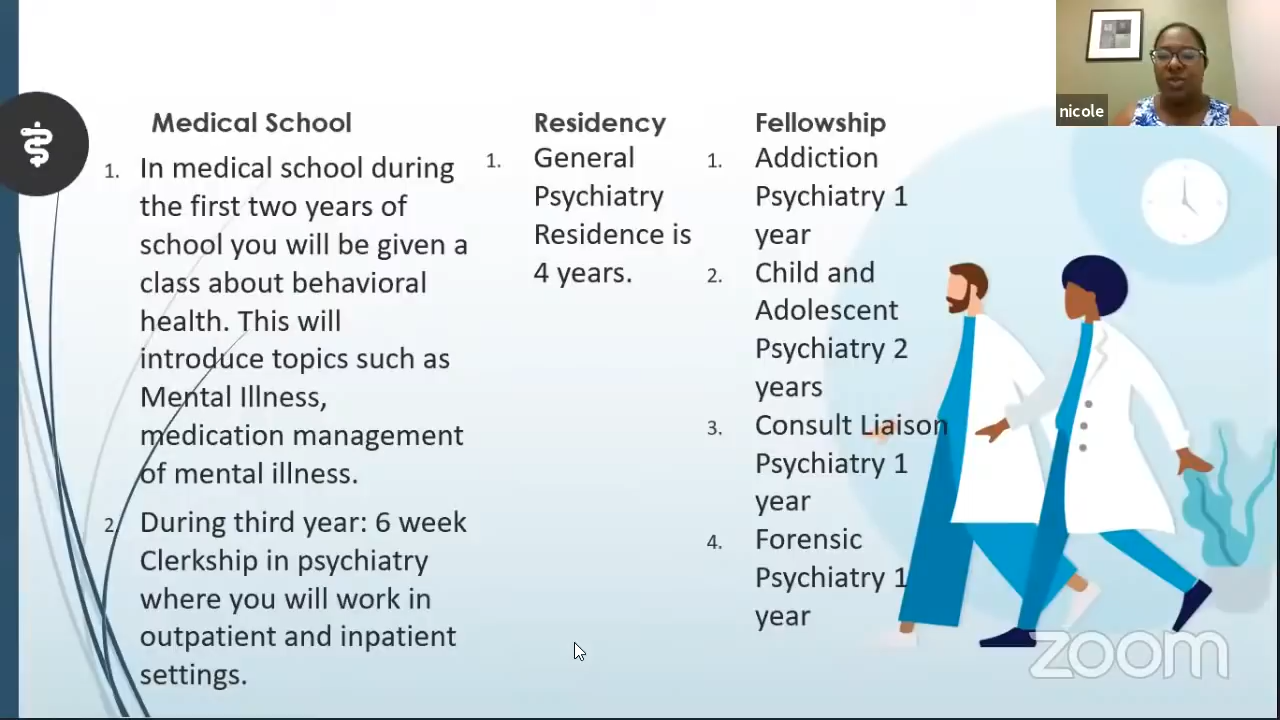 Medical School
1. In medical school during
the first two years of
school you will be given a
class about behavioral
health. This will
introduce topics such as
Mental Illness,
medication management
of mental illness.
2. During third year: 6 week
Clerkship in psychiatry
where you will work in
outpatient and inpatient
settings.
Residency
1. General
Psychiatry
Residence is
4 years.
Fellowship
1. Addiction
Psychiatry 1
year
2. Child and
Adolescent
Psychiatry 2
years
3. Consult Liaison
Psychiatry 1
year
4. Forensic
Psychiatry 1
year
nicole
zoom